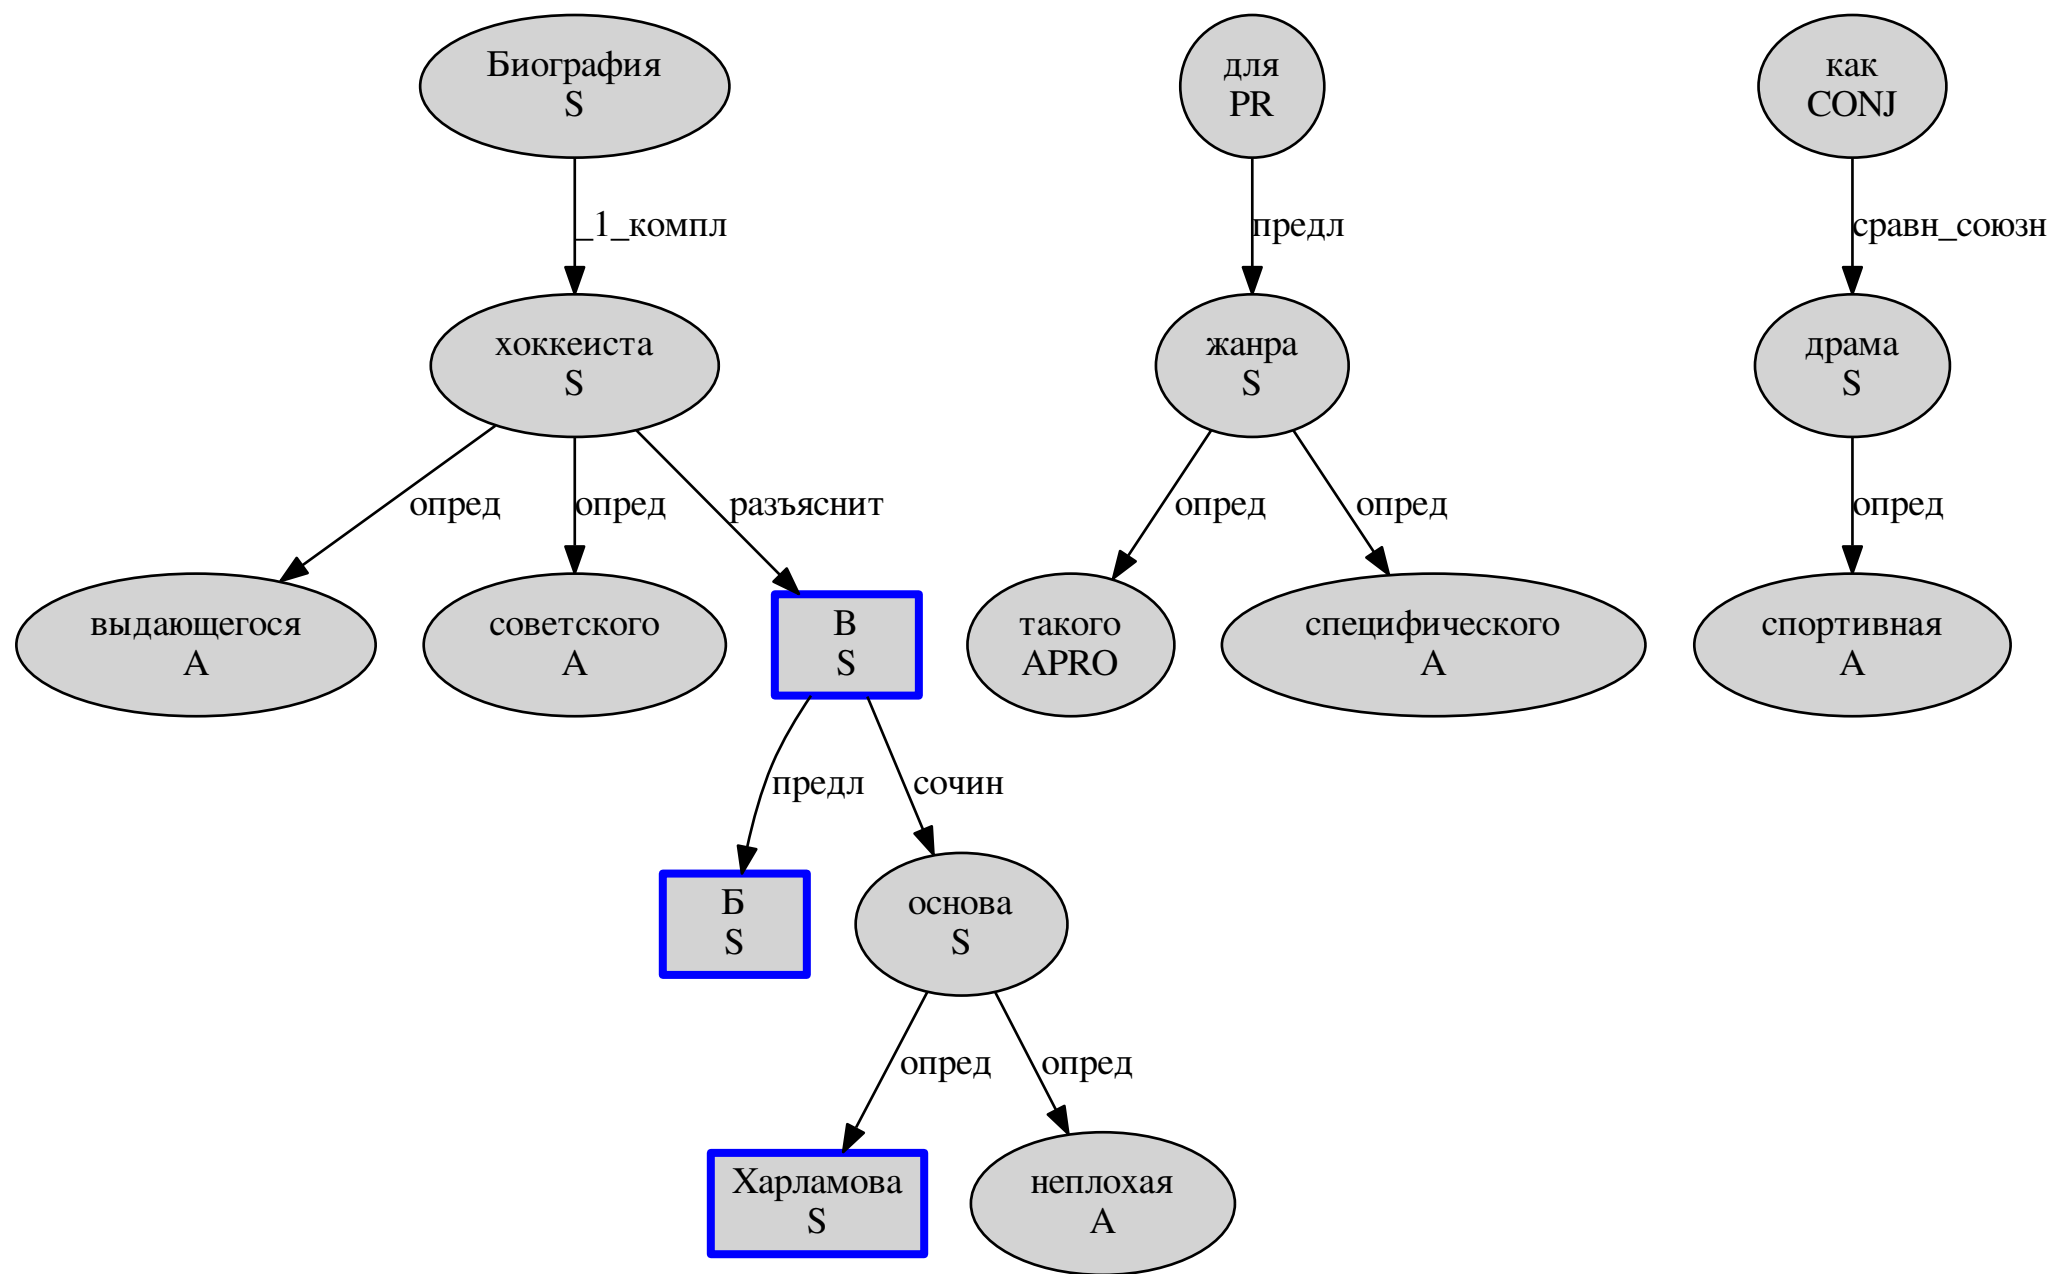 Биография
S
для
PR
как
CONJ
_1_компл
предл
сравн_союзн
хоккеиста
S
жанра
S
драма
S
опред
опред
разъяснит
опред
опред
опред
выдающегося
A
советского
A
В
S
такого
APRO
специфического
A
спортивная
A
предл
сочин
Б
S
основа
S
опред
опред
Харламова
S
неплохая
A